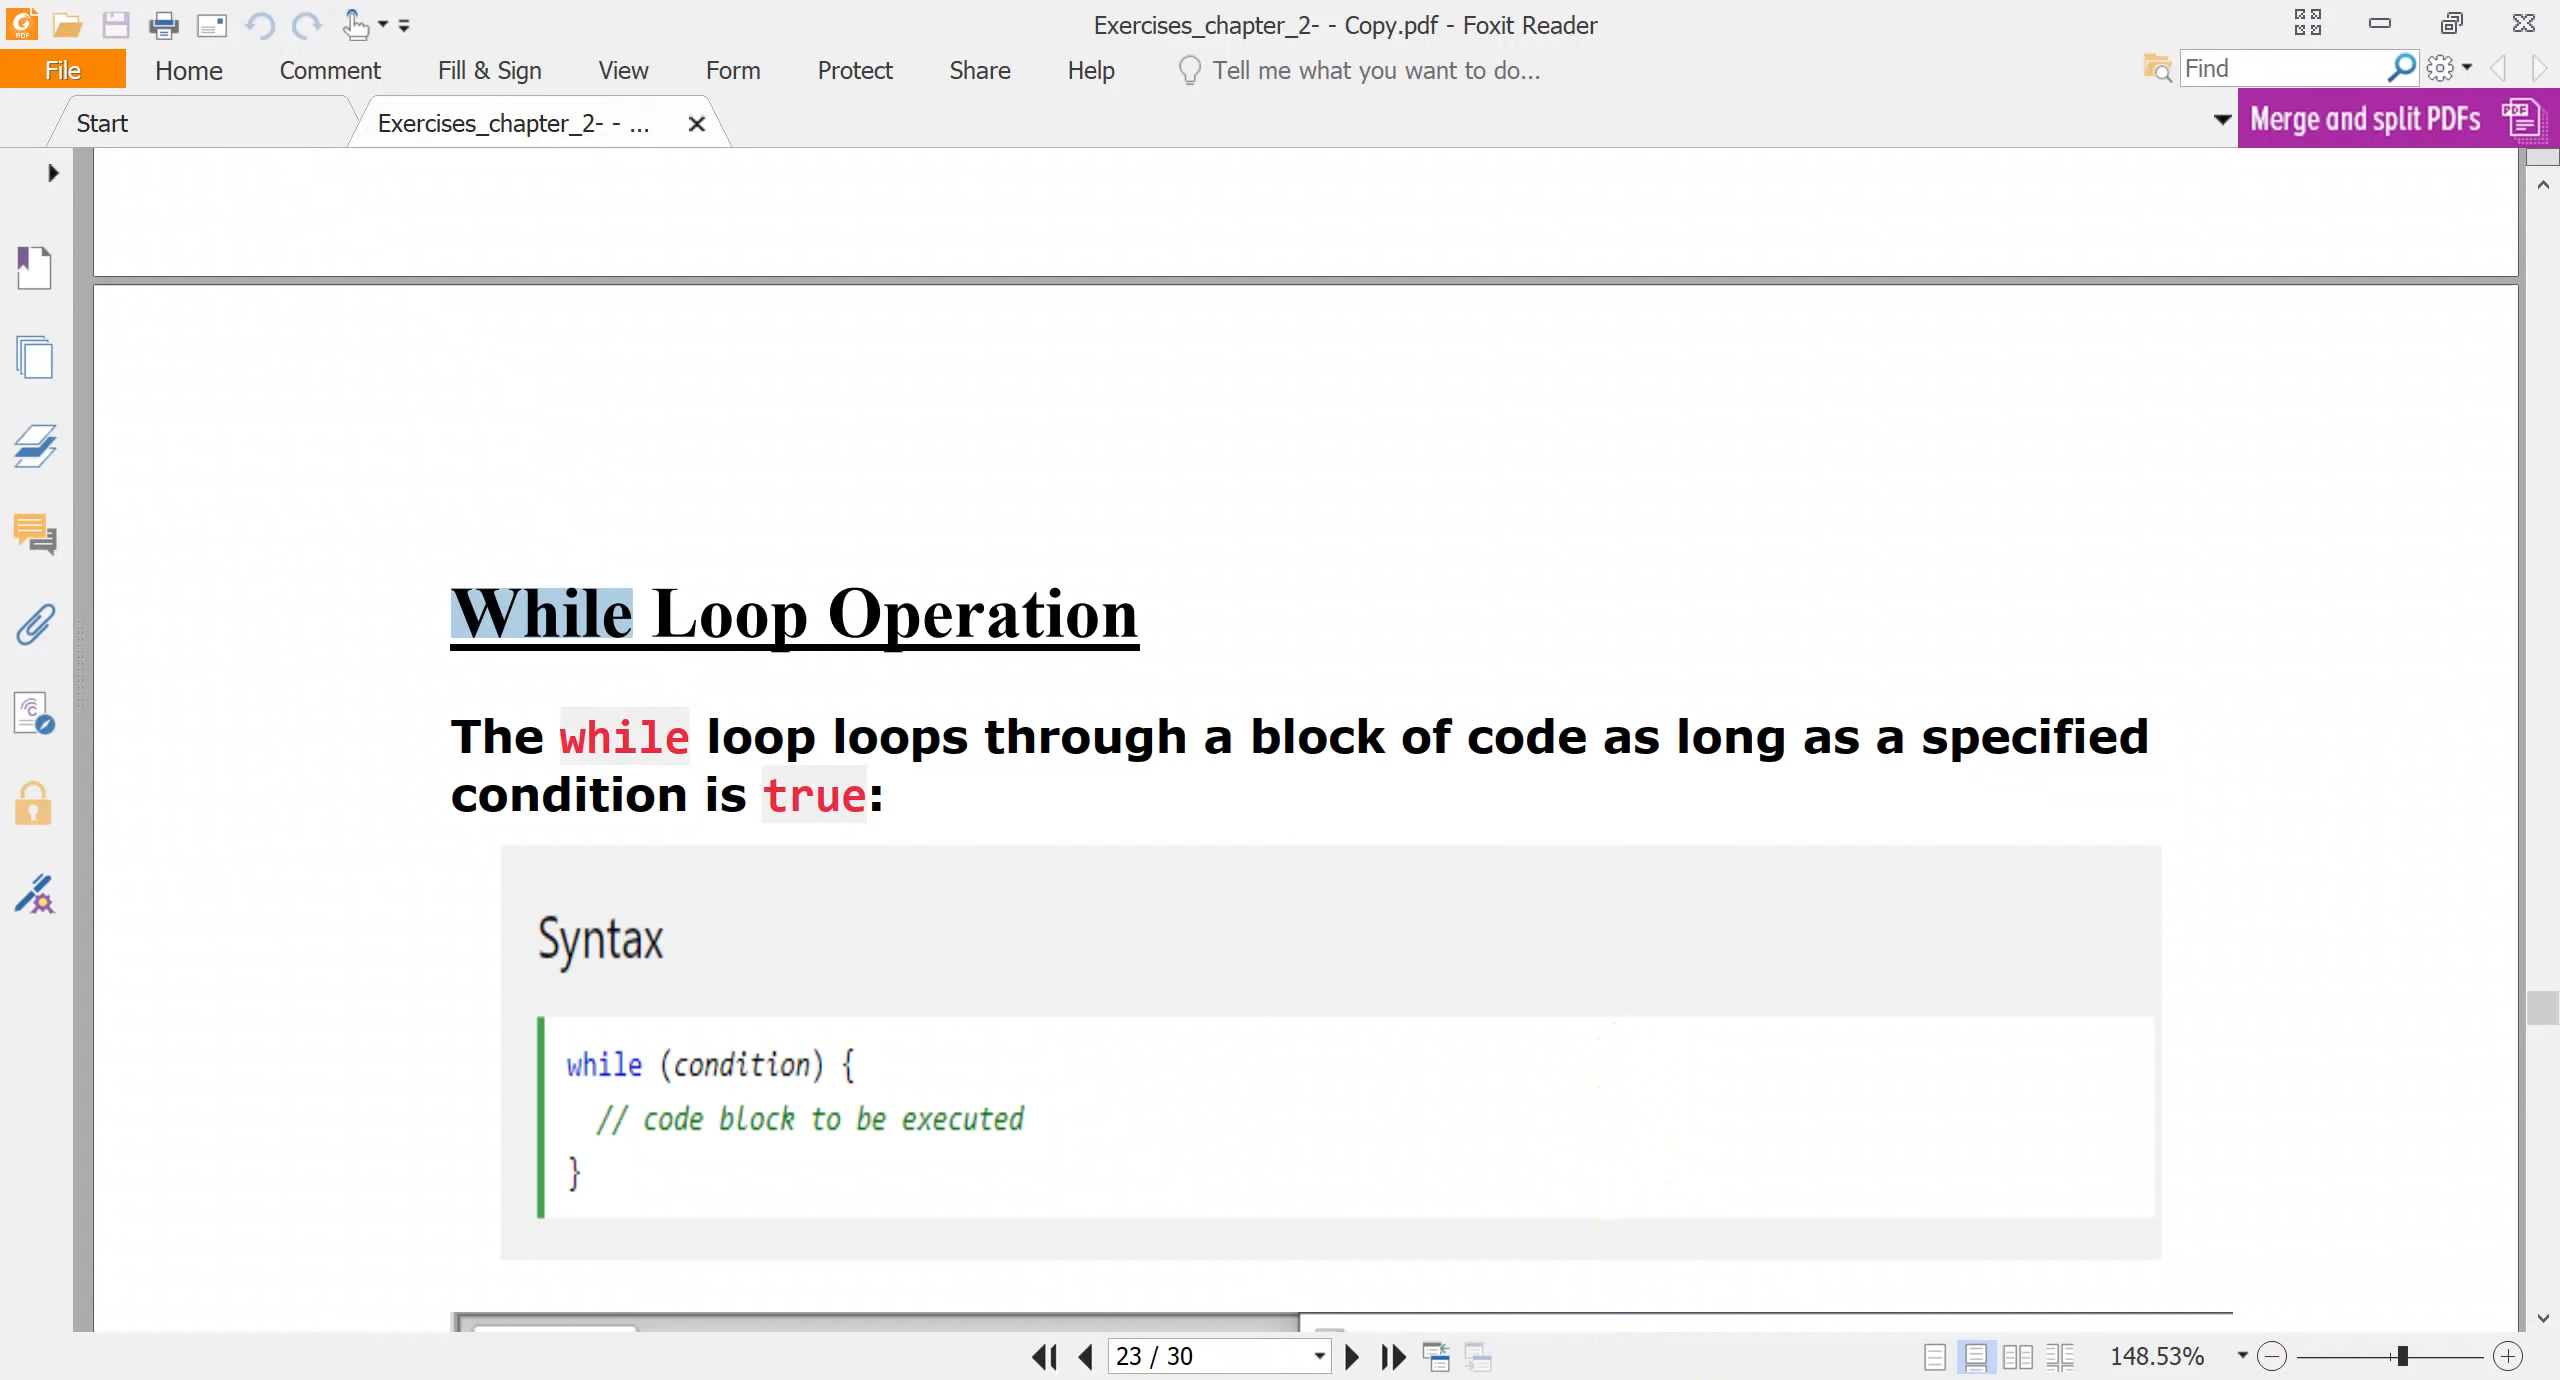 Exercises_chapter_2- - Copy.pdf - Foxit Reader
File Home Comment Fill & Sign View Form Protect Share Help Tell me what you want to do... Find
Start Exercises_chapter_2- - ... Merge and split PDFs
While Loop Operation
The while loop loops through a block of code as long as a specified
condition is true:
Syntax
while (condition) {
// code block to be executed
}
23 / 30 148.53%